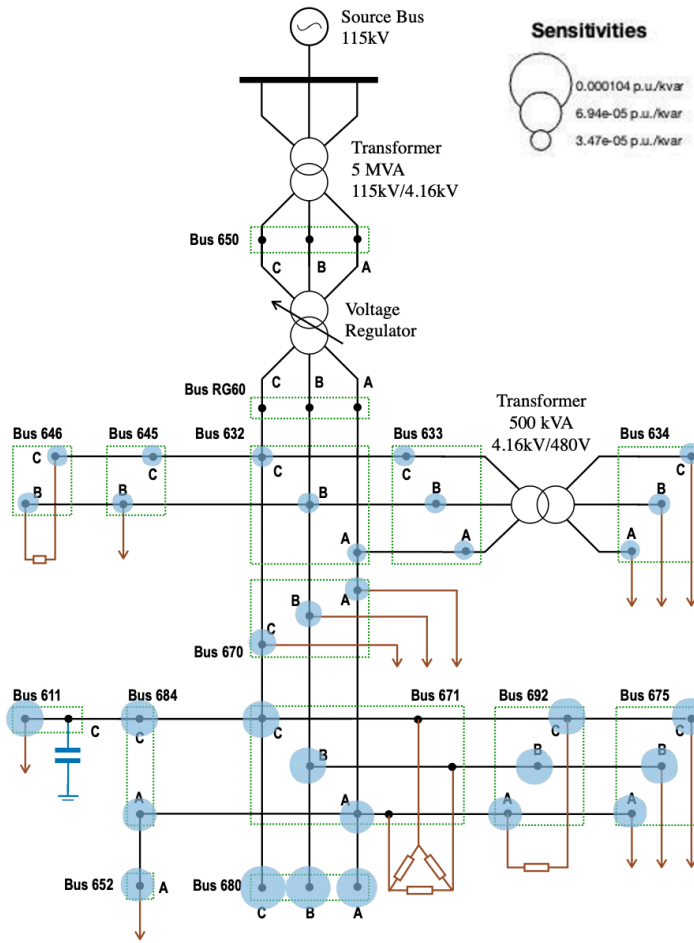 Source Bus
115kV
Sensitivities
0.000104 p.u./kvar
6.94e-05 p.u./kvar
3.47e-05 p.u./kvar
Transformer
5 MVA
115kV/4.16kV
Bus 650
C B A
Voltage
Regulator
Bus RG60
C B A
Transformer
500 kVA
4.16kV/480V
Bus 646 Bus 645 Bus 632 Bus 633 Bus 634
C C C C C
B B B B B
A A A
Bus 670
A
B
C
Bus 611 Bus 684 Bus 671 Bus 692 Bus 675
C C C C C
B B B
A A A A
Bus 652 A Bus 680
C B A